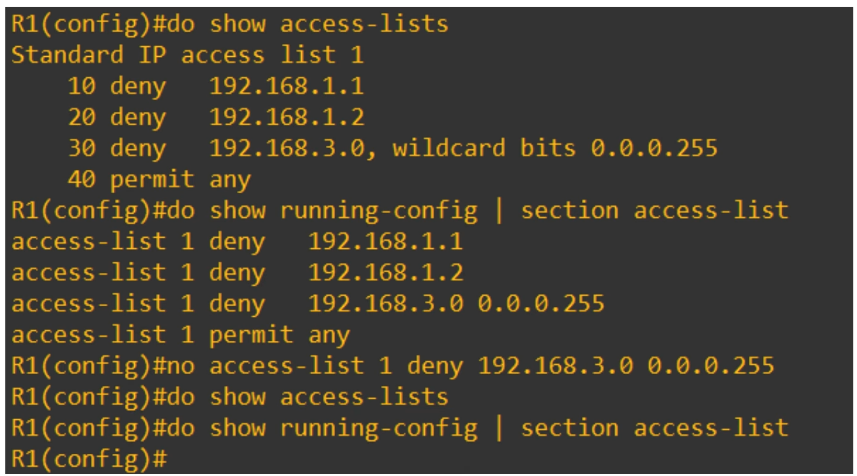 R1(config)#do show access-lists
Standard IP access list 1
    10 deny   192.168.1.1
    20 deny   192.168.1.2
    30 deny   192.168.3.0, wildcard bits 0.0.0.255
    40 permit any
R1(config)#do show running-config | section access-list
access-list 1 deny   192.168.1.1
access-list 1 deny   192.168.1.2
access-list 1 deny   192.168.3.0 0.0.0.255
access-list 1 permit any
R1(config)#no access-list 1 deny 192.168.3.0 0.0.0.255
R1(config)#do show access-lists
R1(config)#do show running-config | section access-list
R1(config)#